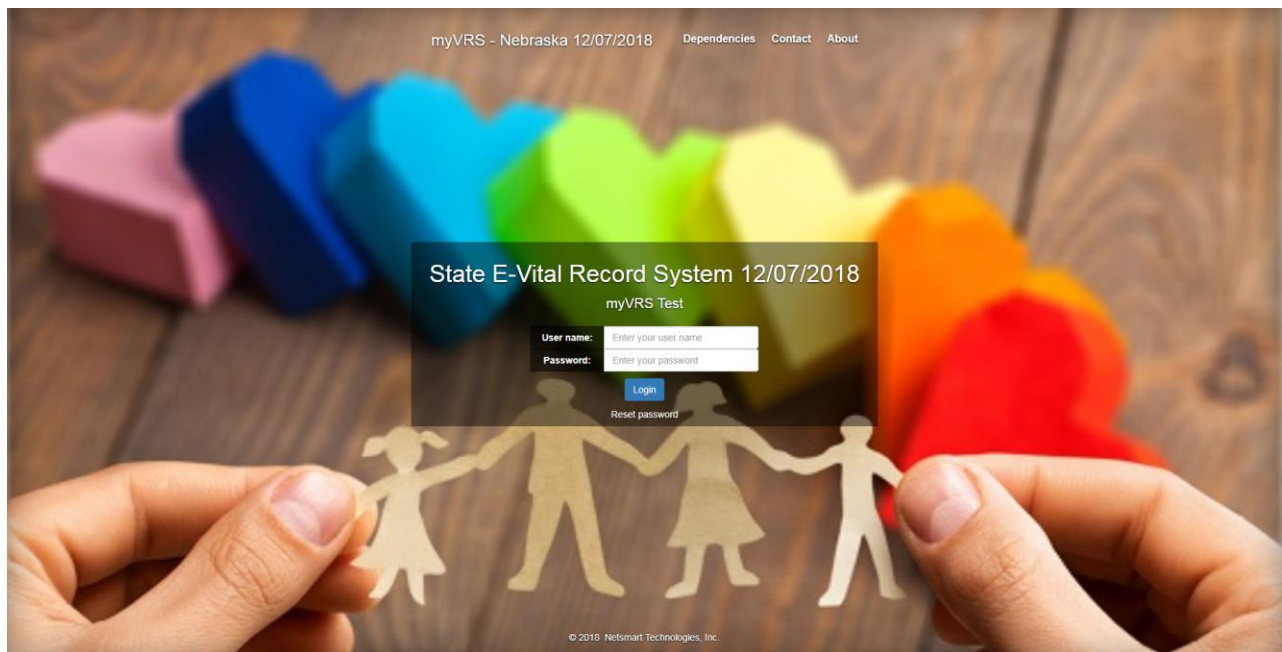 myVRS - Nebraska 12/07/2018 Dependencies Contact About
State E-Vital Record System 12/07/2018
myVRS Test
User name: Enter your user name
Password: Enter your password
Login
Reset password
© 2018 Netsmart Technologies, Inc.